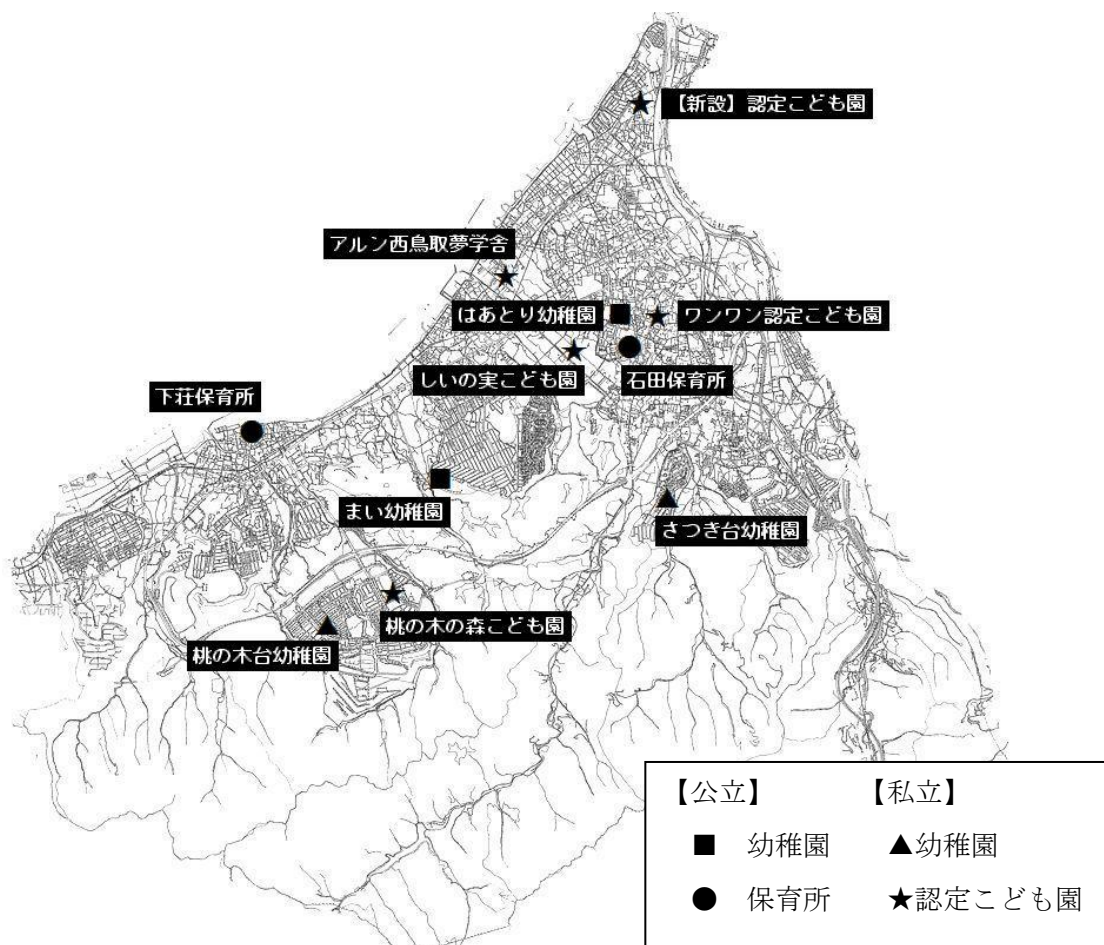 【新設】認定こども園
アルン西鳥取夢学舎
はあとり幼稚園
ワンワン認定こども園
しいの実こども園
石田保育所
下荘保育所
まい幼稚園
さつき台幼稚園
桃の木の森こども園
桃の木台幼稚園
【公立】 【私立】
■ 幼稚園 ▲幼稚園
● 保育所 ★認定こども園